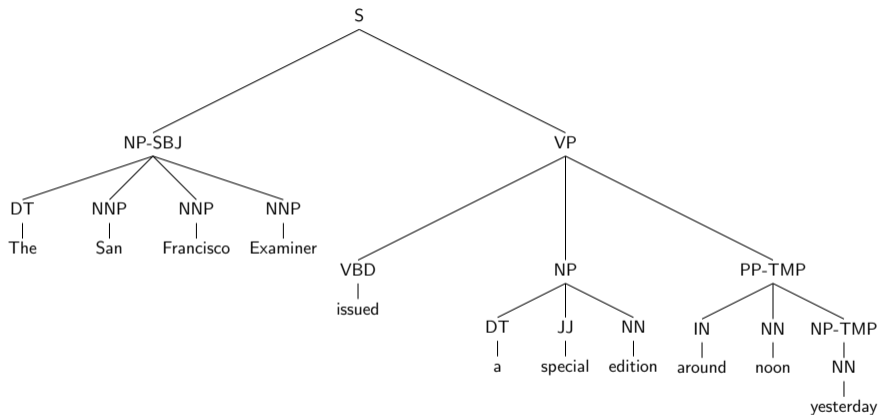 S
NP-SBJ VP
DT NNP NNP NNP
The San Francisco Examiner
VBD NP PP-TMP
issued
DT JJ NN IN NN NP-TMP
a special edition around noon NN
yesterday